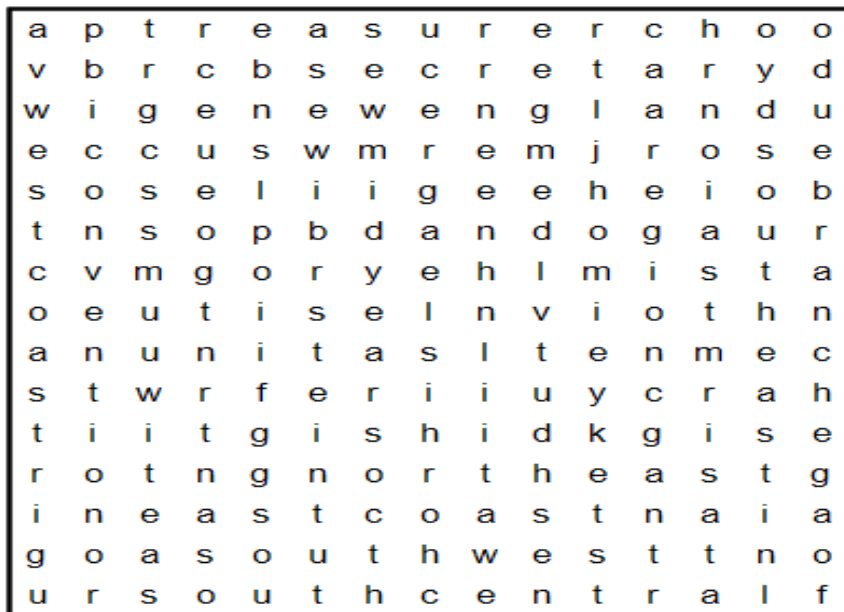 a p t r e a s u r e r c h o o
v b r c b s e c r e t a r y d
w i g e n e w e n g l a n d u
e c c u s w m r e m j r o s e
s o s e l i i g e e h e i o b
t n s o p b d a n d o g a u r
c v m g o r y e h l m i s t a
o e u t i s e l n v i o t h n
a n u n i t a s l t e n m e c
s t w r f e r i i u y c r a h
t i i t g i s h i d k g i s e
r o t n g n o r t h e a s t g
i n e a s t c o a s t n a i a
g o a s o u t h w e s t t n o
u r s o u t h c e n t r a l f